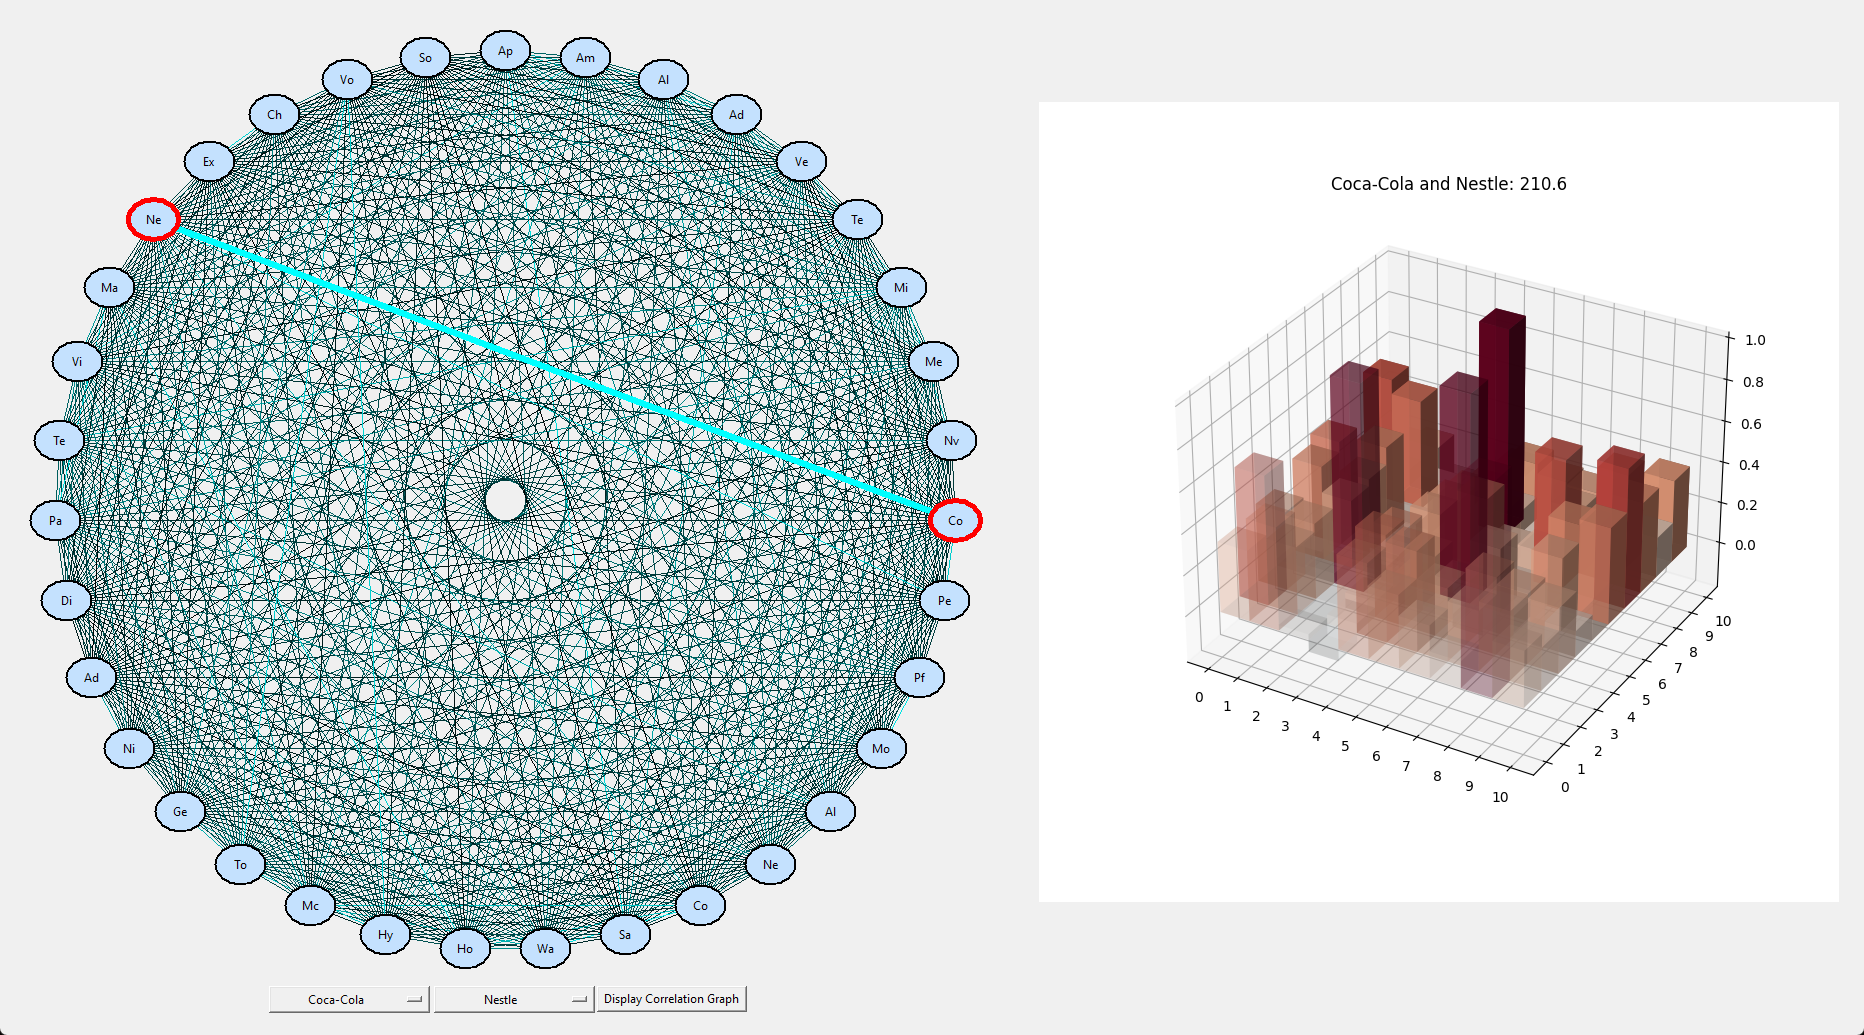 Ap
So
Am
Vo
Al
Ch
Ad
Ex
Ve
Ne
Te
Ma
Mi
Vi
Me
Te
Nv
Pa
Co
Di
Pe
Ad
Pf
Ni
Mo
Ge
Al
To
Ne
Mc
Co
Hy
Sa
Ho
Wa
Coca-Cola
Nestle
Display Correlation Graph
Coca-Cola and Nestle: 210.6
1.0
0.8
0.6
0.4
0.2
0.0
0
1
2
3
4
5
6
7
8
9
10
0
1
2
3
4
5
6
7
8
9
10